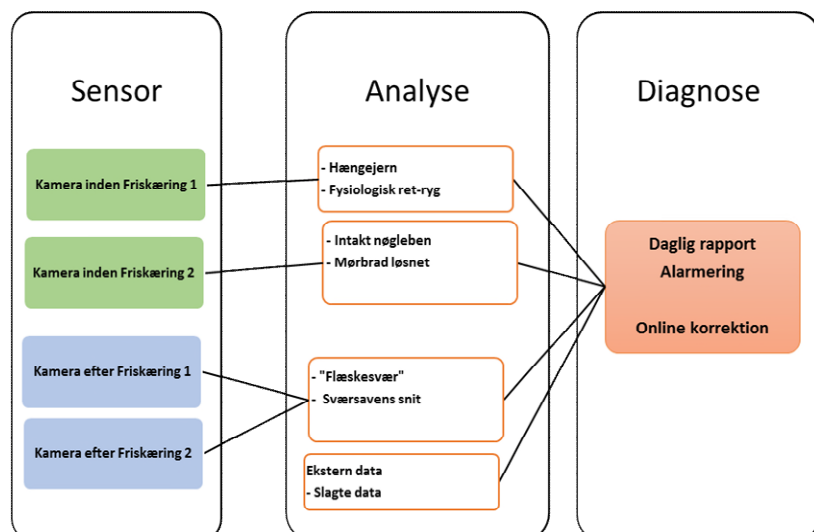 Sensor
Kamera inden Friskæring 1
Kamera inden Friskæring 2
Kamera efter Friskæring 1
Kamera efter Friskæring 2
Analyse
- Hængejern
- Fysiologisk ret-ryg
- Intakt nøgleben
- Mørbrad løsnet
- "Flæskesvær"
- Sværsavens snit
Ekstern data
- Slagte data
Diagnose
Daglig rapport
Alarmering
Online korrektion